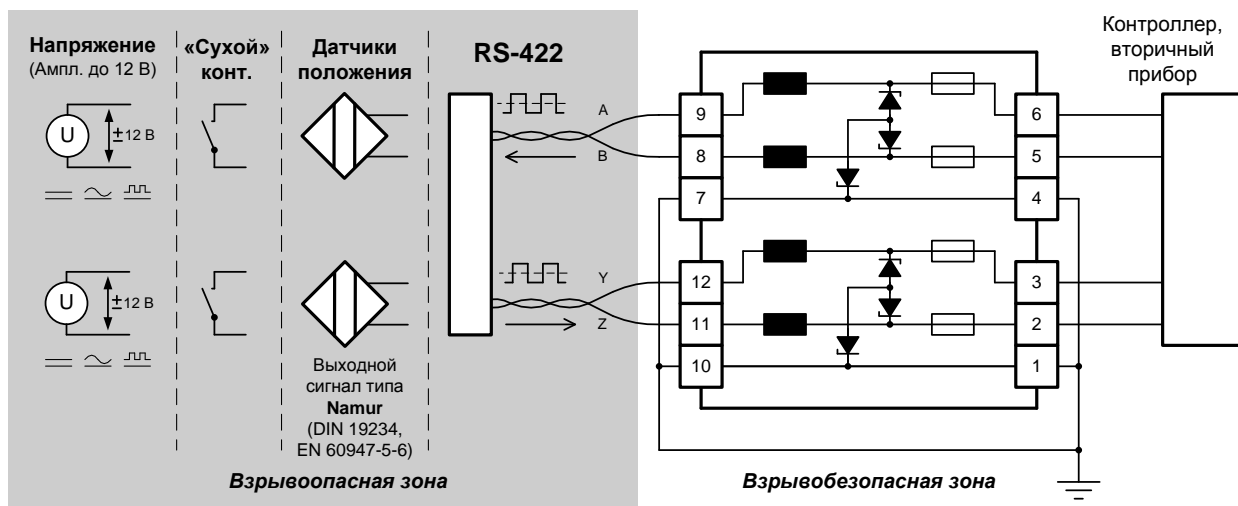 Напряжение
(Ампл. до 12 В)
«Сухой»
конт.
Датчики
положения
RS-422
Контроллер,
вторичный
прибор
U
± 12 В
A
B
9
8
7
6
5
4
U
± 12 В
Y
Z
12
11
10
3
2
1
Выходной
сигнал типа
Namur
(DIN 19234,
EN 60947-5-6)
Взрывоопасная зона
Взрывобезопасная зона